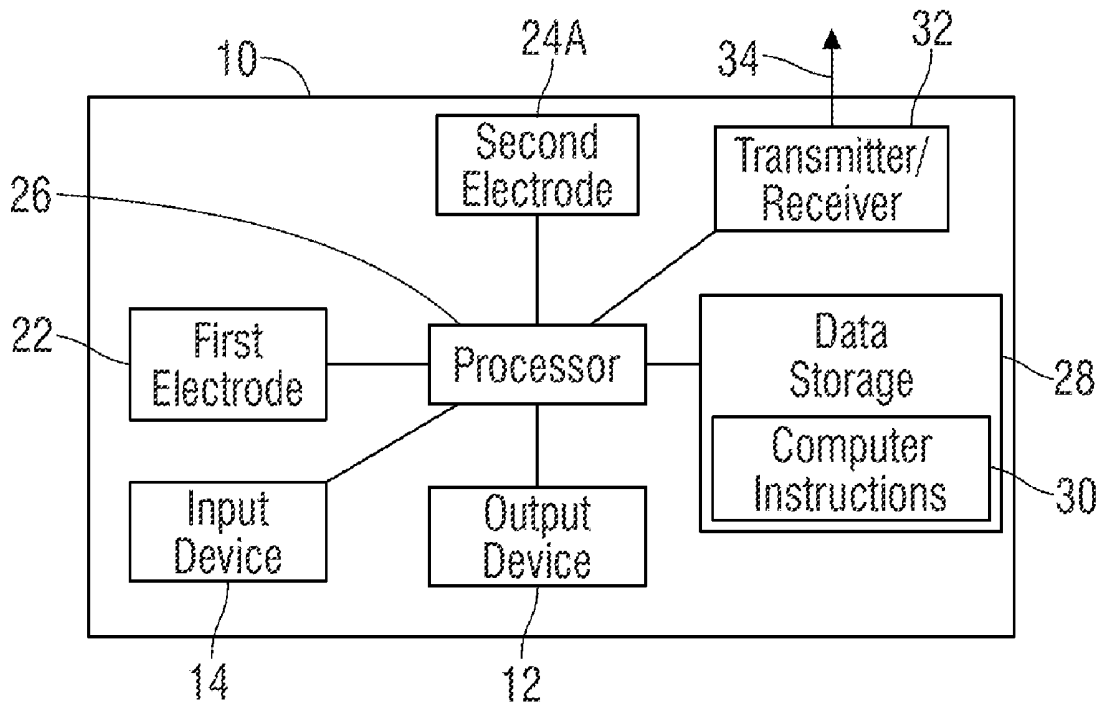 24A
10
34
32
Second
Electrode
Transmitter/
Receiver
26
22
First
Electrode
Processor
Data
Storage
28
Computer
Instructions
30
Input
Device
Output
Device
14
12